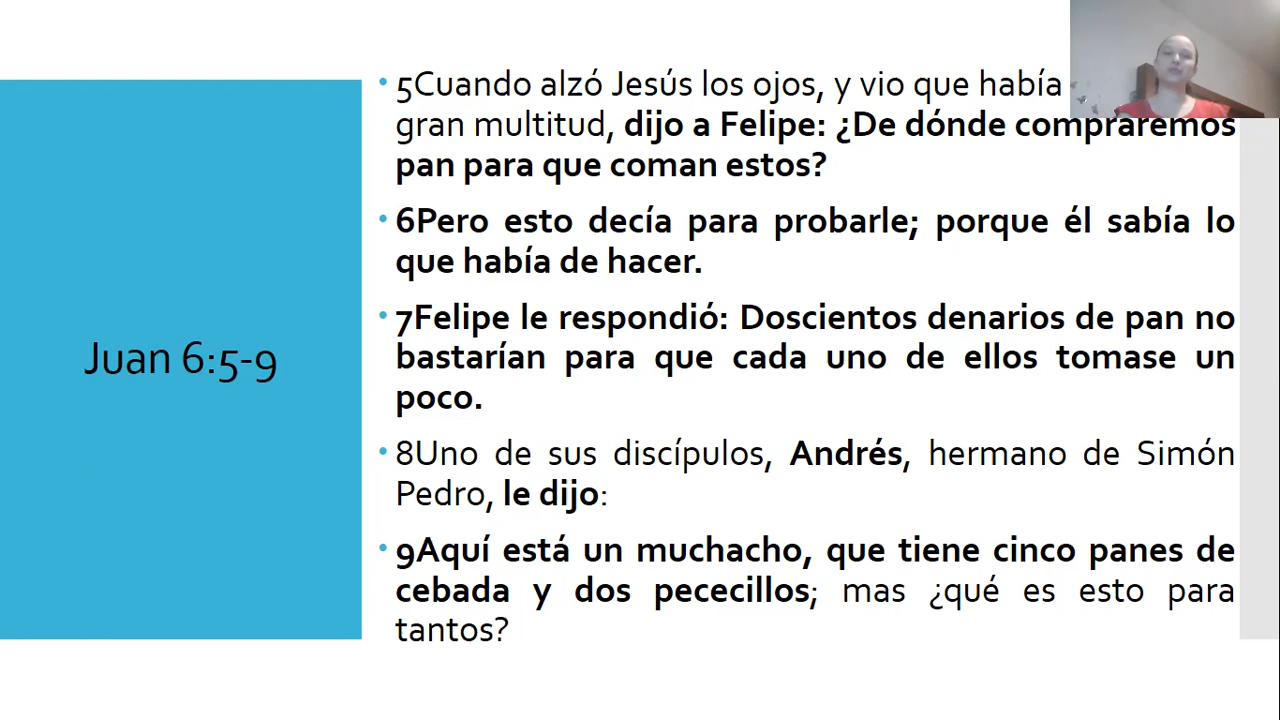 Juan 6:5-9
• 5Cuando alzó Jesús los ojos, y vio que había
gran multitud, dijo a Felipe: ¿De dónde compraremos
pan para que coman estos?
• 6Pero esto decía para probarle; porque él sabía lo
que había de hacer.
• 7Felipe le respondió: Doscientos denarios de pan no
bastarían para que cada uno de ellos tomase un
poco.
• 8Uno de sus discípulos, Andrés, hermano de Simón
Pedro, le dijo:
• 9Aquí está un muchacho, que tiene cinco panes de
cebada y dos pececillos; mas ¿qué es esto para
tantos?